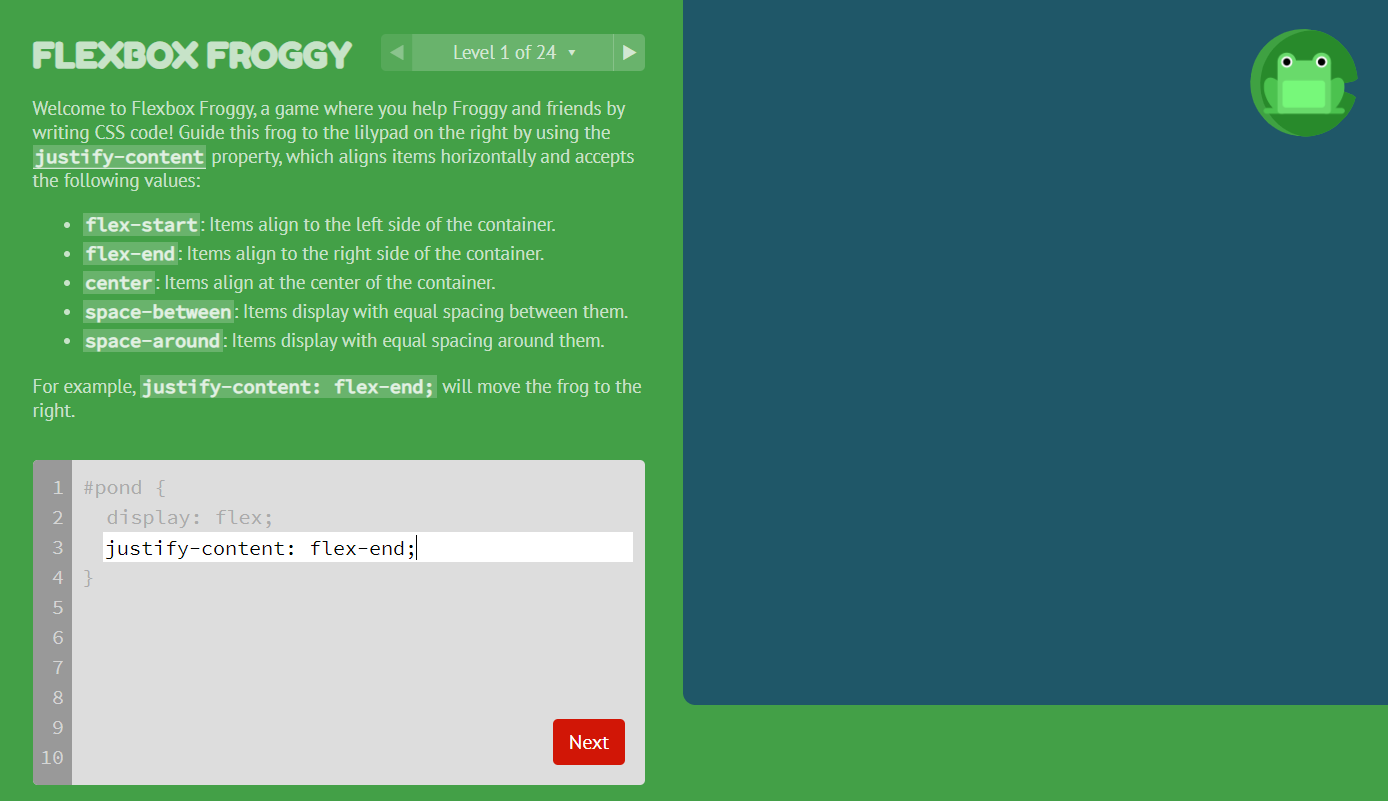 FLEXBOX FROGGY
◀ Level 1 of 24 ▾ ▶
Welcome to Flexbox Froggy, a game where you help Froggy and friends by
writing CSS code! Guide this frog to the lilypad on the right by using the
justify-content property, which aligns items horizontally and accepts
the following values:
• flex-start: Items align to the left side of the container.
• flex-end: Items align to the right side of the container.
• center: Items align at the center of the container.
• space-between: Items display with equal spacing between them.
• space-around: Items display with equal spacing around them.
For example, justify-content: flex-end; will move the frog to the
right.
1 #pond {
2 display: flex;
3 justify-content: flex-end;
4 }
5
6
7
8
9
10
Next